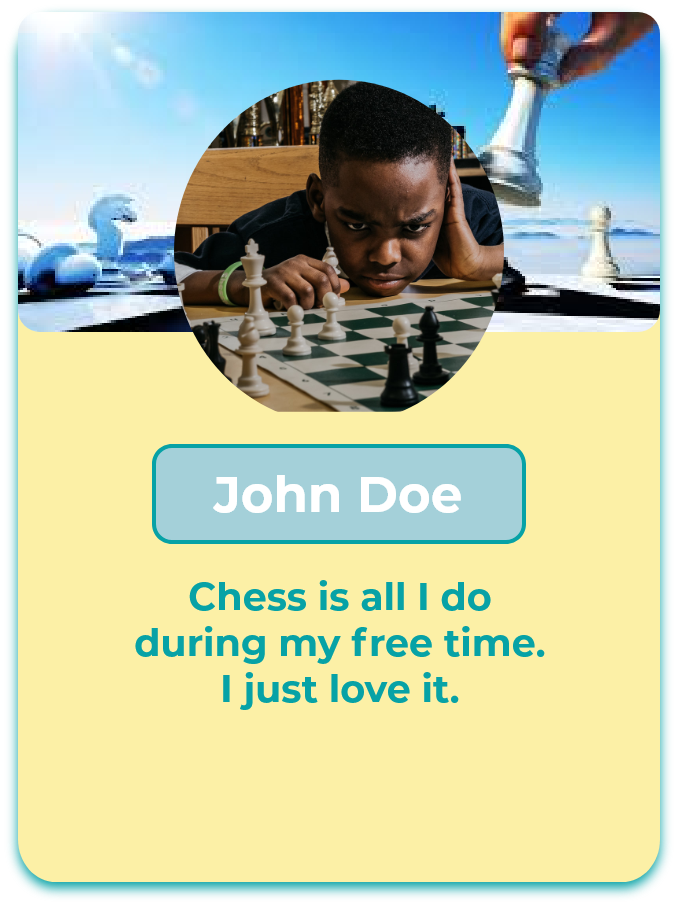 John Doe
Chess is all I do
during my free time.
I just love it.